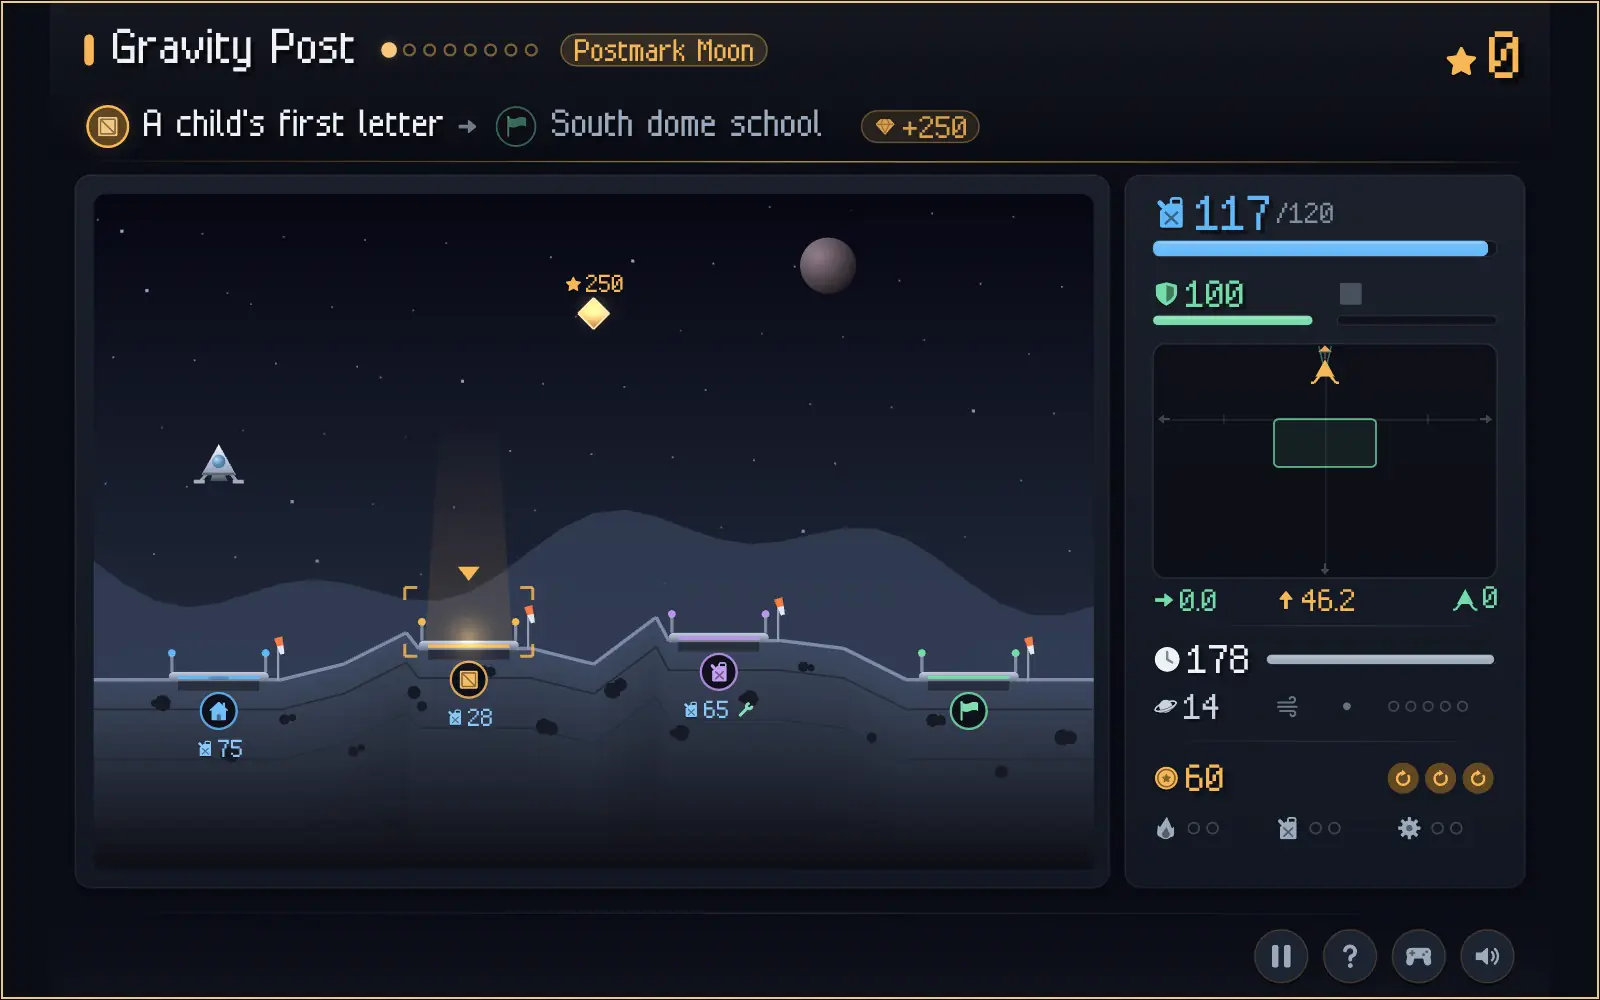 Gravity Post
Postmark Moon
0
A child's first letter → South dome school
+250
250
117/120
100
→ 0.0 ↑ 46.2 0
178
14
60
28
65
75